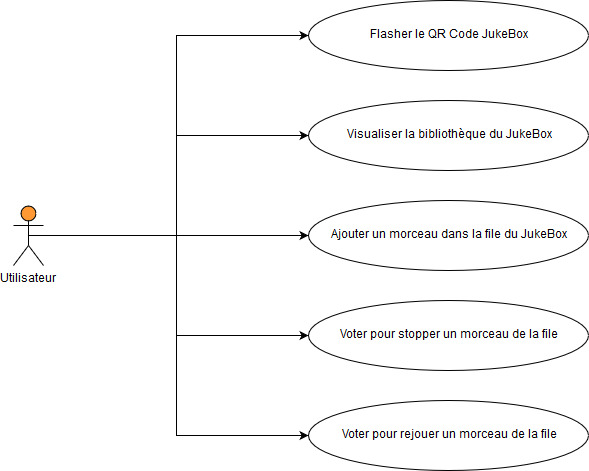 Flasher le QR Code JukeBox
Visualiser la bibliothèque du JukeBox
Ajouter un morceau dans la file du JukeBox
Utilisateur
Voter pour stopper un morceau de la file
Voter pour rejouer un morceau de la file